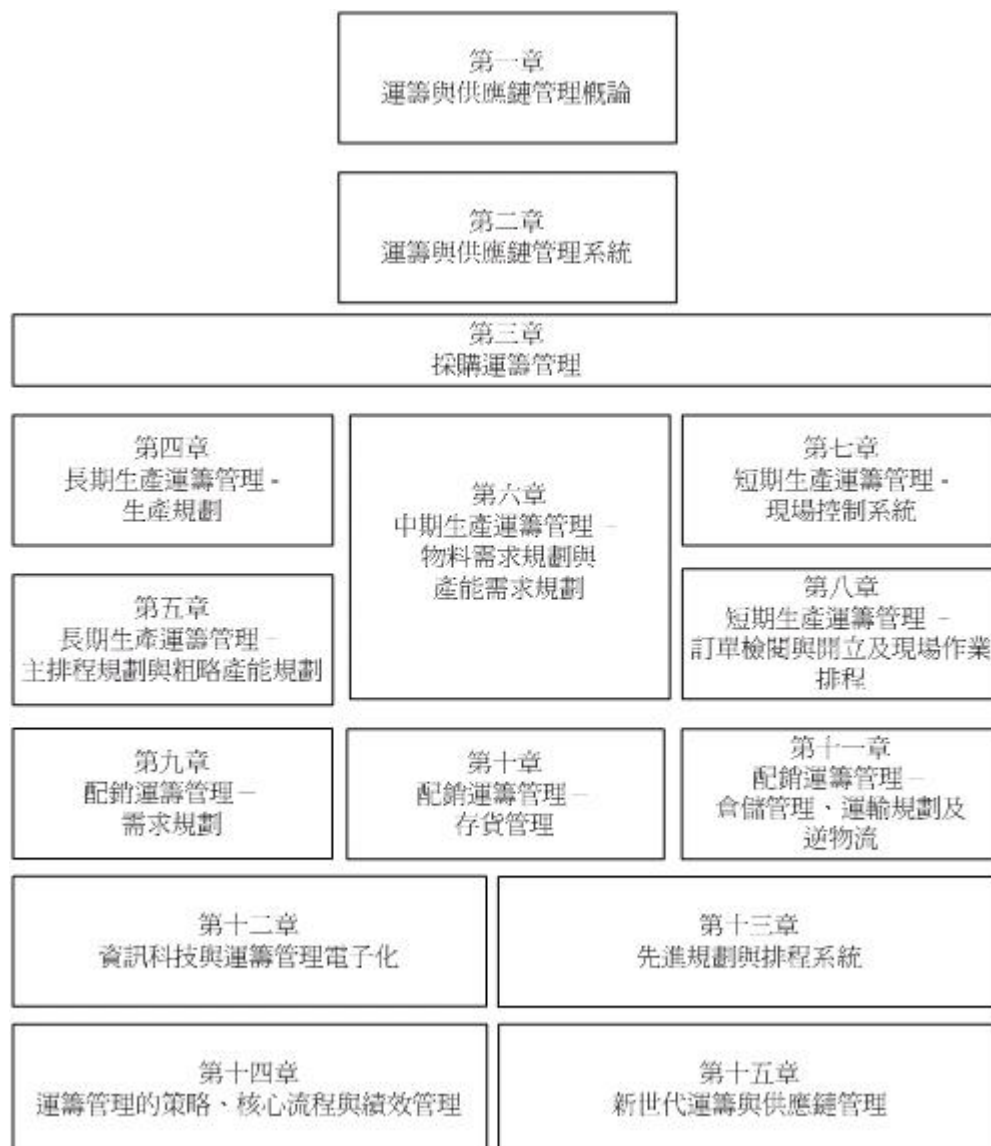 第一章
運籌與供應鏈管理概論
第二章
運籌與供應鏈管理系統
第三章
採購運籌管理
第四章
長期生產運籌管理 -
生產規劃
第五章
長期生產運籌管理 –
主排程規劃與粗略產能規劃
第六章
中期生產運籌管理 –
物料需求規劃與
產能需求規劃
第七章
短期生產運籌管理 -
現場控制系統
第八章
短期生產運籌管理 –
訂單檢閱與開立及現場作業
排程
第九章
配銷運籌管理 –
需求規劃
第十章
配銷運籌管理 –
存貨管理
第十一章
配銷運籌管理 –
倉儲管理、運輸規劃及
逆物流
第十二章
資訊科技與運籌管理電子化
第十三章
先進規劃與排程系統
第十四章
運籌管理的策略、核心流程與績效管理
第十五章
新世代運籌與供應鏈管理